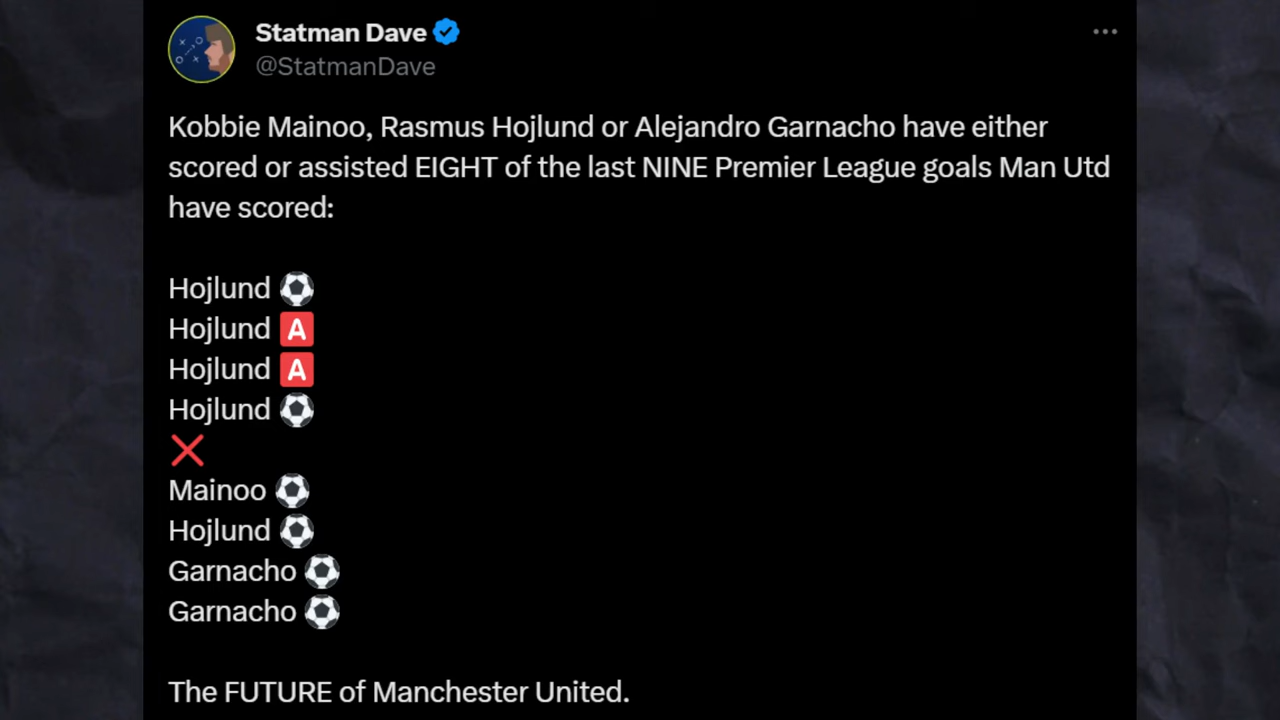 Statman Dave
@StatmanDave
Kobbie Mainoo, Rasmus Hojlund or Alejandro Garnacho have either
scored or assisted EIGHT of the last NINE Premier League goals Man Utd
have scored:
Hojlund ⚽
Hojlund 🅰️
Hojlund 🅰️
Hojlund ⚽
❌
Mainoo ⚽
Hojlund ⚽
Garnacho ⚽
Garnacho ⚽
The FUTURE of Manchester United.